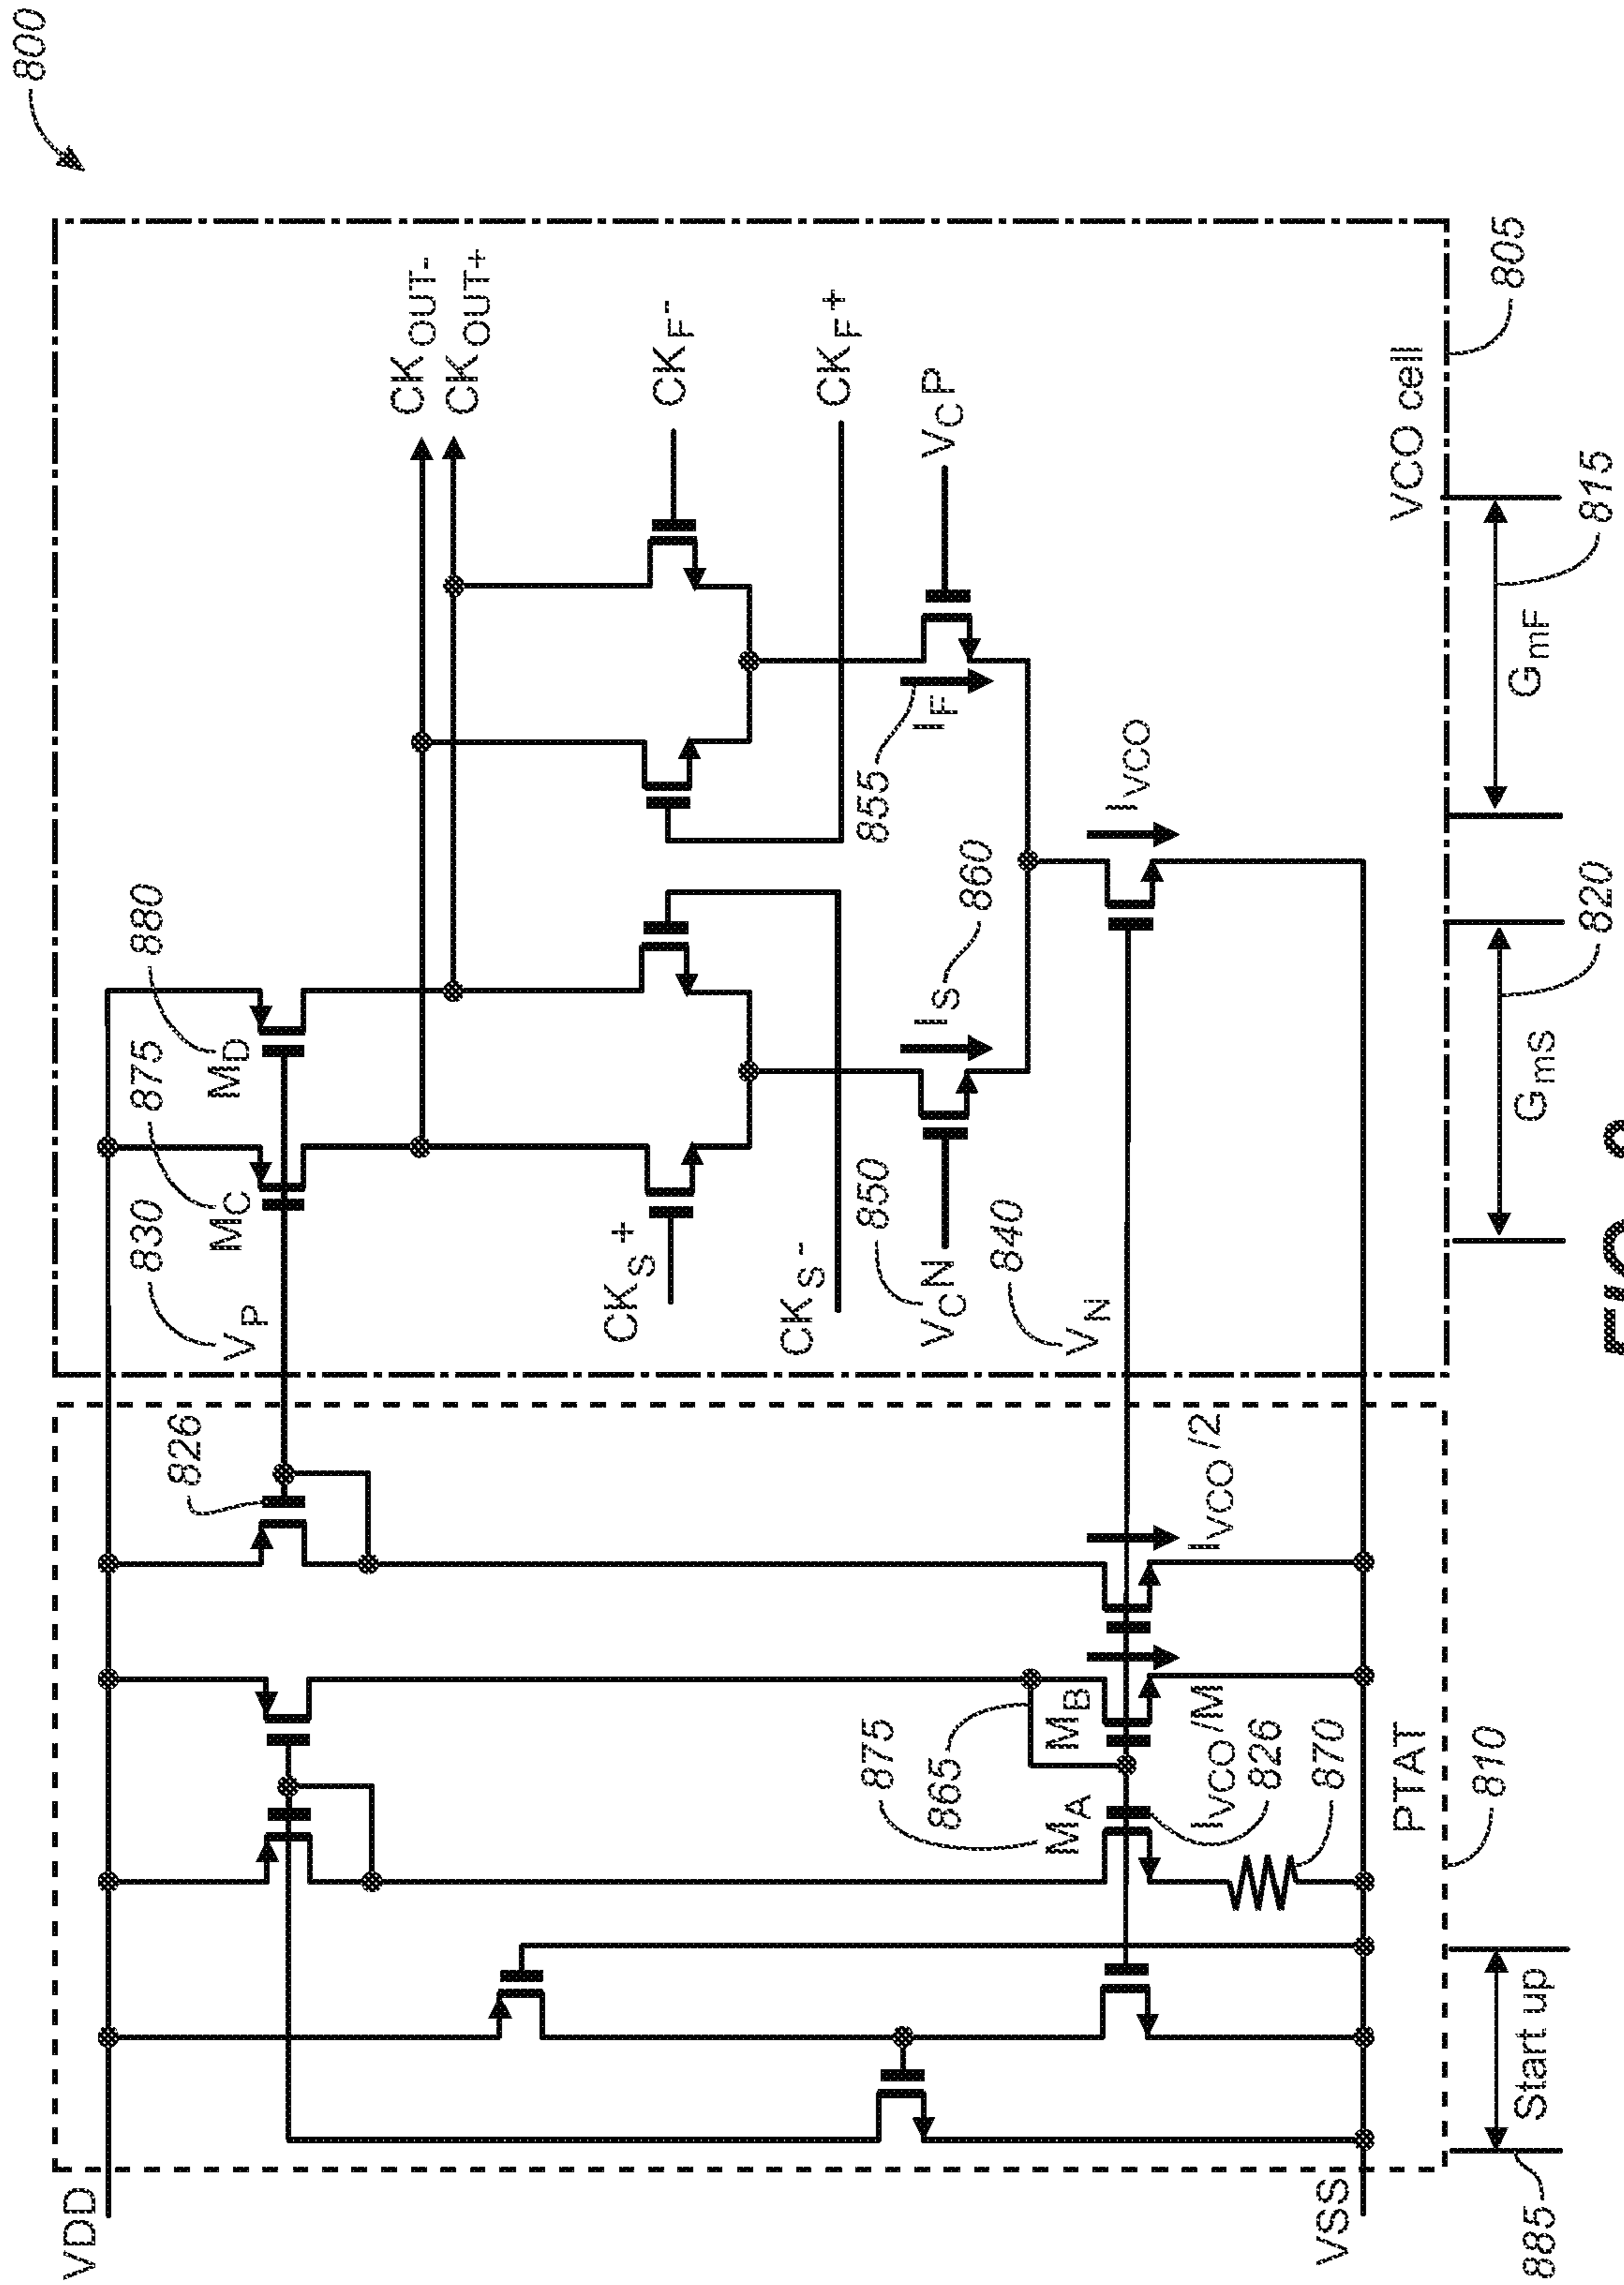 800
VDD
VSS
826
V_P
830
M_C
875
M_D
880
CK_OUT-
CK_OUT+
CK_S+
CK_S-
CK_F-
CK_F+
V_CN
850
I_S
860
I_F
855
V_CP
V_N
840
I_VCO
VCO cell
805
875
M_A
865
M_B
I_VCO/M
826
870
I_VCO/2
PTAT
810
885
Start up
G_mS
820
G_mF
815